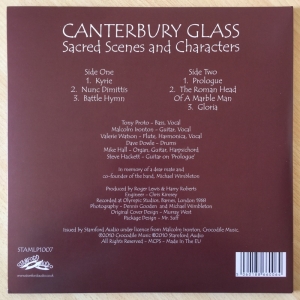 CANTERBURY GLASS
Sacred Scenes and Characters
Side One
1. Kyrie
2. Nunc Dimittis
3. Battle Hymn
Side Two
1. Prologue
2. The Roman Head
Of A Marble Man
3. Gloria
Tony Proto - Bass, Vocal
Malcolm Ironton - Guitar, Vocal
Valerie Watson - Flute, Harmonica, Vocal
Dave Dowle - Drums
Mike Hall - Organ, Guitar, Harpsichord
Steve Hackett - Guitar on 'Prologue'
In memory of a dear mate and
co-founder of the band, Michael Wimbleton
Produced by Roger Lewis & Harry Roberts
Engineer - Chris Kimsey
Recorded at Olympic Studios, Barnes, London 1968
Photography - Dennis Gooden and Michael Wimbleton
Original Cover Design - Murray West
Package Design - Mr. Saff
Issued by Stamford Audio under license from Malcolm Ironton, Crocodile Music.
©2010 Crocodile Music ©2010 Stamford Audio
All Rights Reserved - MCPS - Made In The EU
STAMLP1007